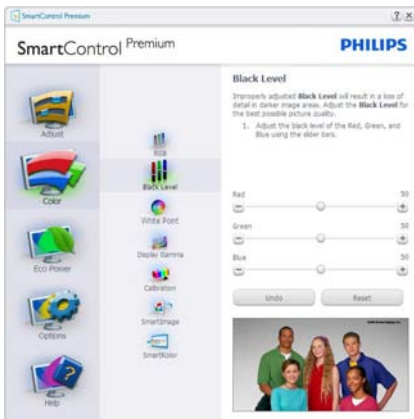 SmartControl Premium
SmartControl Premium
PHILIPS
Adjust
Color
Eco Power
Options
Help
RGB
Black Level
White Point
Display Gamma
Calibration
SmartImage
SmartKolor
Black Level
Improperly adjusted Black Level will result in a loss of
detail in darker image areas. Adjust the Black Level for
the best possible picture quality.
1. Adjust the black level of the Red, Green, and
Blue using the slider bars.
Red 50
Green 50
Blue 50
Undo Reset